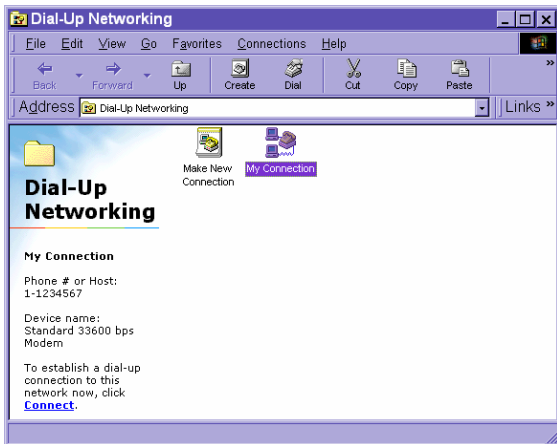 Dial-Up Networking
File Edit View Go Favorites Connections Help
Back Forward Up Create Dial Cut Copy Paste »
Address Dial-Up Networking Links »
Dial-Up
Networking
My Connection
Phone # or Host:
1-1234567
Device name:
Standard 33600 bps
Modem
To establish a dial-up
connection to this
network now, click
Connect.
Make New
Connection
My Connection